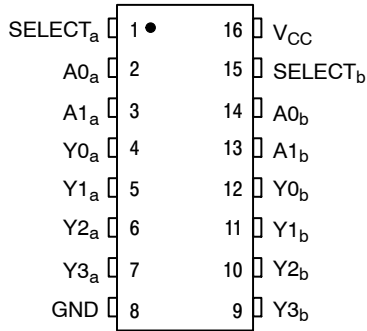 SELECTa 1 16 VCC
A0a 2 15 SELECTb
A1a 3 14 A0b
Y0a 4 13 A1b
Y1a 5 12 Y0b
Y2a 6 11 Y1b
Y3a 7 10 Y2b
GND 8 9 Y3b